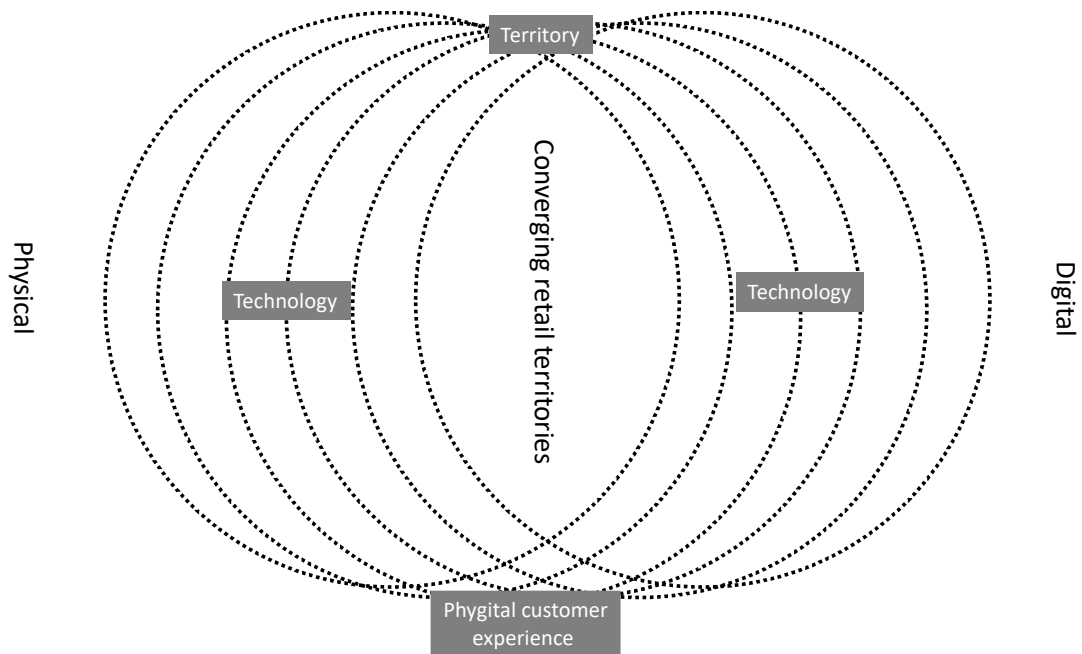 Territory
Physical
Technology
Converging retail territories
Technology
Digital
Phygital customer
experience